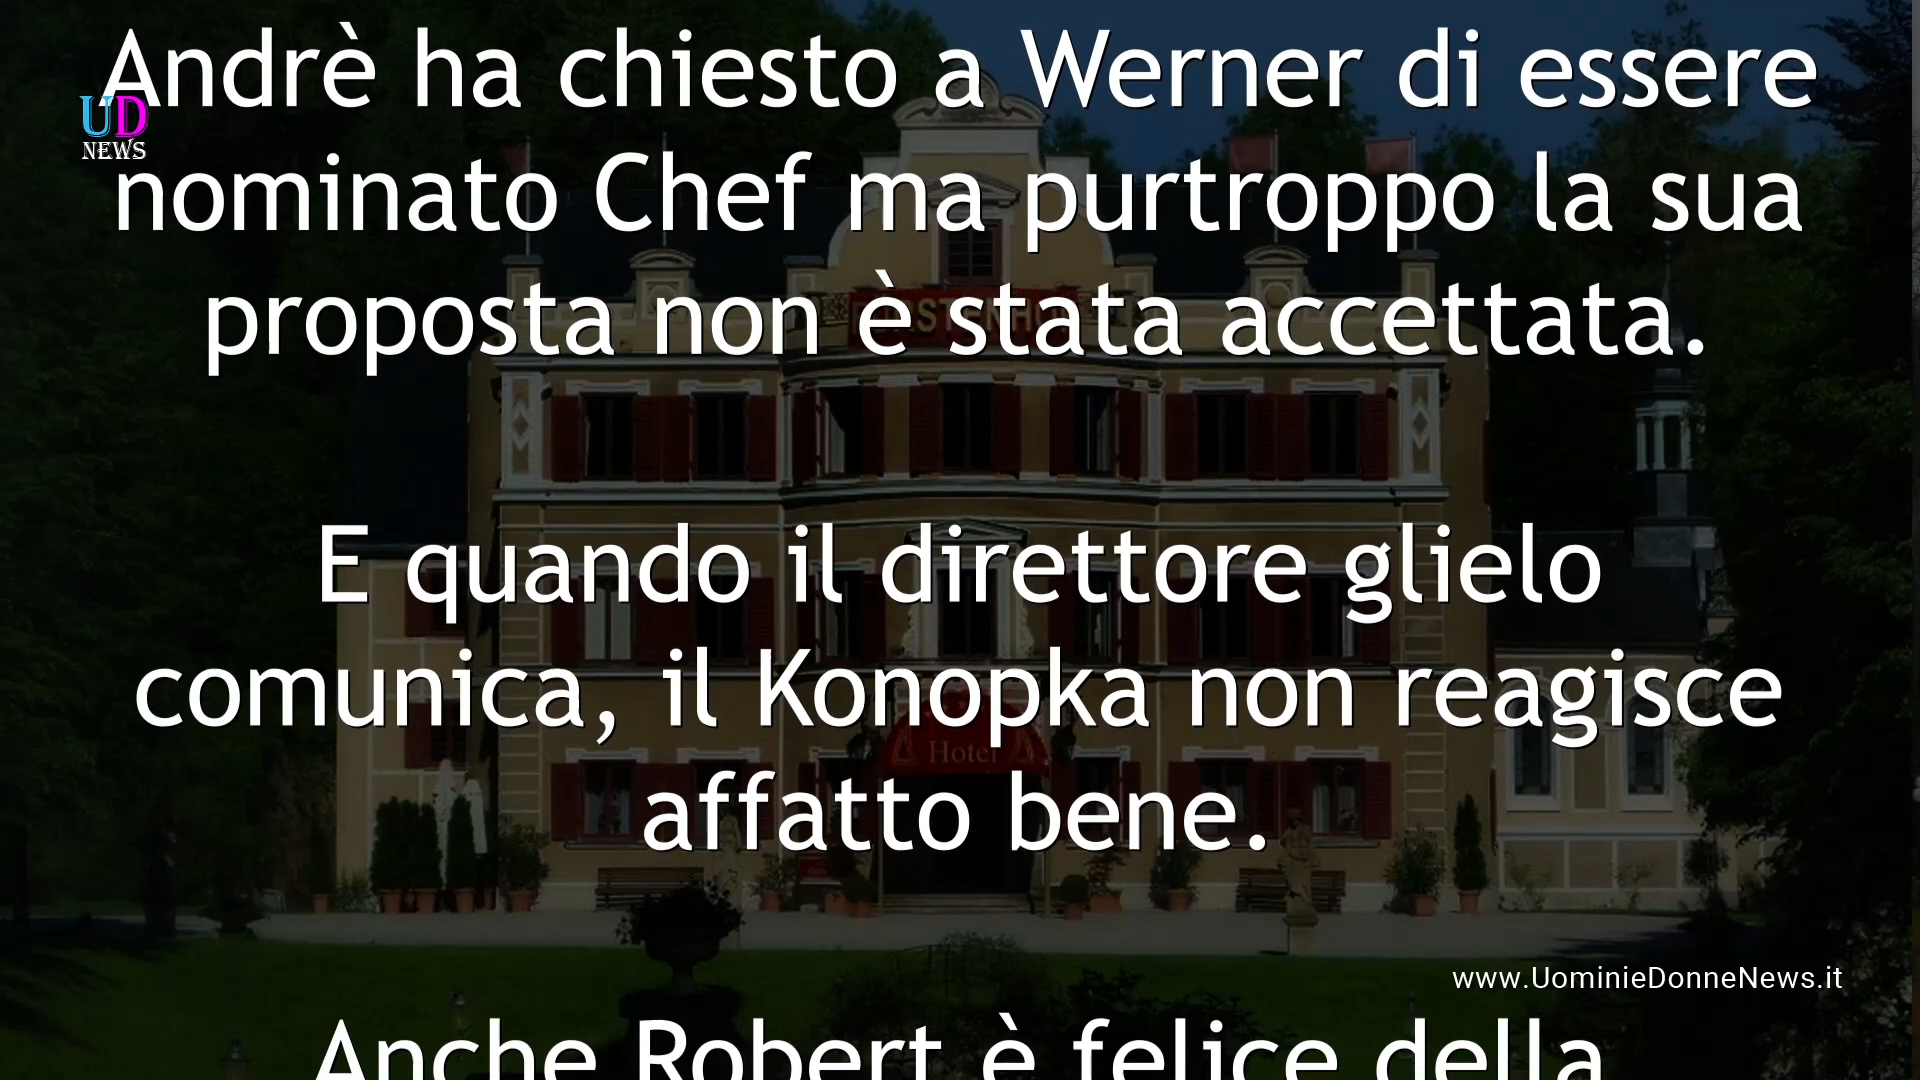 Andrè ha chiesto a Werner di essere
UD
NEWS
nominato Chef ma purtroppo la sua
proposta non è stata accettata.
E quando il direttore glielo
comunica, il Konopka non reagisce
Hotel
affatto bene.
www.UominieDonneNews.it
Anche Robert è felice della